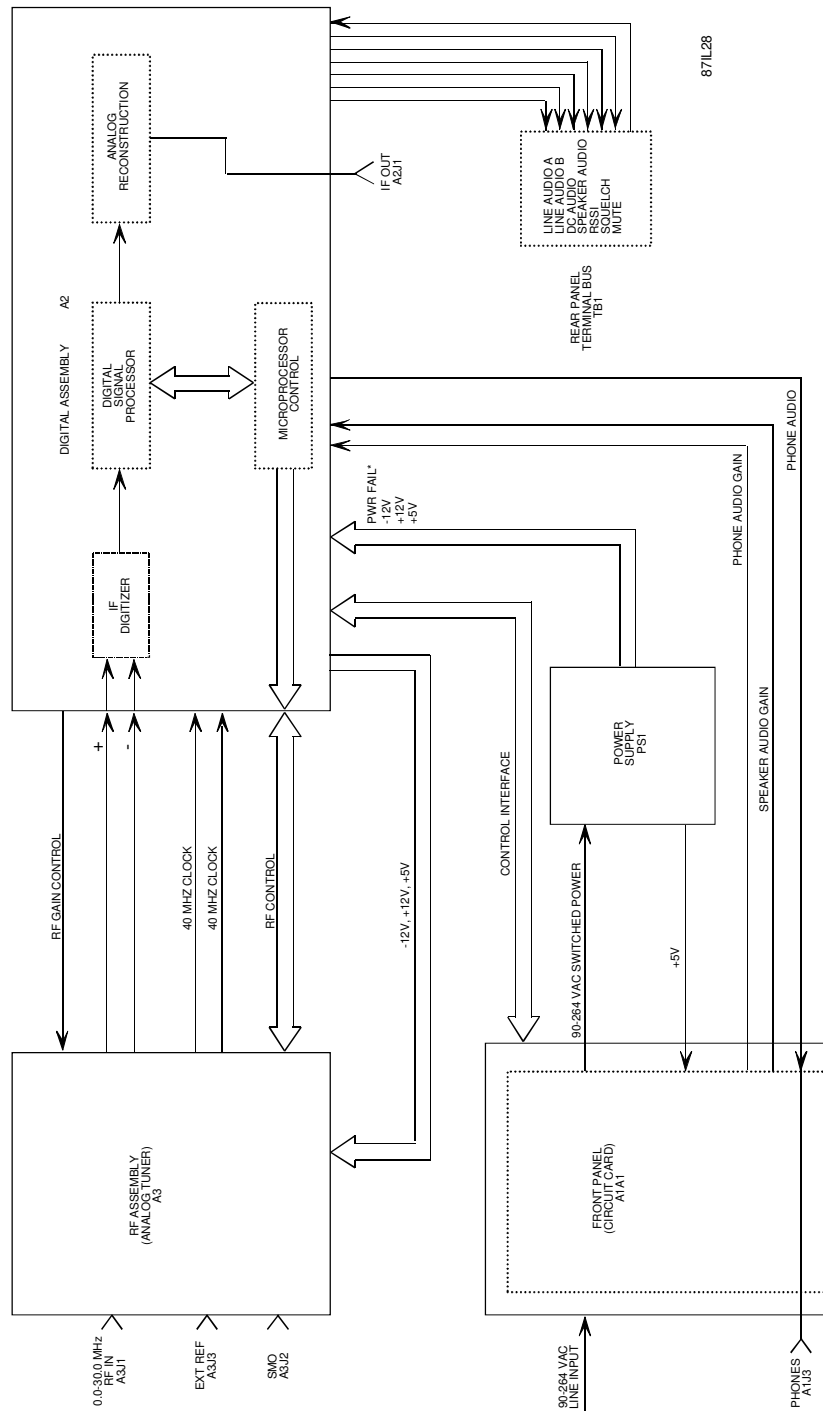 DIGITAL ASSEMBLY A2
ANALOG
RECONSTRUCTION
DIGITAL
SIGNAL
PROCESSOR
IF
DIGITIZER
MICROPROCESSOR
CONTROL
IF OUT
A2J1
RF GAIN CONTROL
+
-
40 MHZ CLOCK
40 MHZ CLOCK
RF CONTROL
-12V, +12V, +5V
RF ASSEMBLY
(ANALOG TUNER)
A3
0.0-30.0 MHz
RF IN
A3J1
EXT REF
A3J3
SMO
A3J2
LINE AUDIO A
LINE AUDIO B
DC AUDIO
SPEAKER AUDIO
RSSI
SQUELCH
MUTE
REAR PANEL
TERMINAL BUS
TB1
PWR FAIL*
-12V
+12V
+5V
CONTROL INTERFACE
POWER
SUPPLY
PS1
90-264 VAC SWITCHED POWER
+5V
PHONE AUDIO GAIN
SPEAKER AUDIO GAIN
PHONE AUDIO
FRONT PANEL
(CIRCUIT CARD)
A1A1
90-264 VAC
LINE INPUT
PHONES
A1J3
871L28